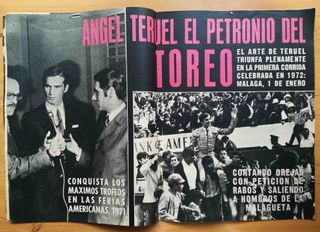 ANGEL TERUEL EL PETRONIO DEL
TOREO
EL ARTE DE TERUEL
TRIUNFA PLENAMENTE
EN LA PRIMERA CORRIDA
CELEBRADA EN 1972:
MALAGA, 1 DE ENERO
CONQUISTA LOS
MAXIMOS TROFEOS
EN LAS FERIAS
AMERICANAS, 1971
CORTANDO OREJAS
CON PETICION DE
RABOS Y SALIENDO
A HOMBROS DE LA
MALAGUETA